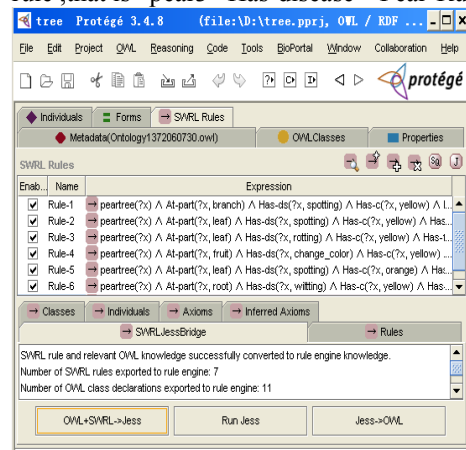 tree Protégé 3.4.8 (file:\D:\tree.pprj, OWL / RDF ...
File Edit Project OWL Reasoning Code Tools BioPortal Window Collaboration Help
protégé
Individuals Forms SWRL Rules
Metadata(Ontology1372060730.owl) OWLClasses Properties
SWRL Rules
Enab... Name Expression
Rule-1 peartree(?x) ∧ At-part(?x, branch) ∧ Has-ds(?x, spotting) ∧ Has-c(?x, yellow) ∧ I...
Rule-2 peartree(?x) ∧ At-part(?x, leaf) ∧ Has-ds(?x, spotting) ∧ Has-c(?x, yellow) ∧ Has...
Rule-3 peartree(?x) ∧ At-part(?x, leaf) ∧ Has-ds(?x, rotting) ∧ Has-c(?x, yellow) ∧ Has-t...
Rule-4 peartree(?x) ∧ At-part(?x, fruit) ∧ Has-ds(?x, change_color) ∧ Has-c(?x, yellow) ...
Rule-5 peartree(?x) ∧ At-part(?x, leaf) ∧ Has-ds(?x, spotting) ∧ Has-c(?x, orange) ∧ Has...
Rule-6 peartree(?x) ∧ At-part(?x, root) ∧ Has-ds(?x, witting) ∧ Has-c(?x, yellow) ∧ Has-...
Classes Individuals Axioms Inferred Axioms
SWRLJessBridge Rules
SWRL rule and relevant OWL knowledge successfully converted to rule engine knowledge.
Number of SWRL rules exported to rule engine: 7
Number of OWL class declarations exported to rule engine: 11
OWL+SWRL->Jess Run Jess Jess->OWL